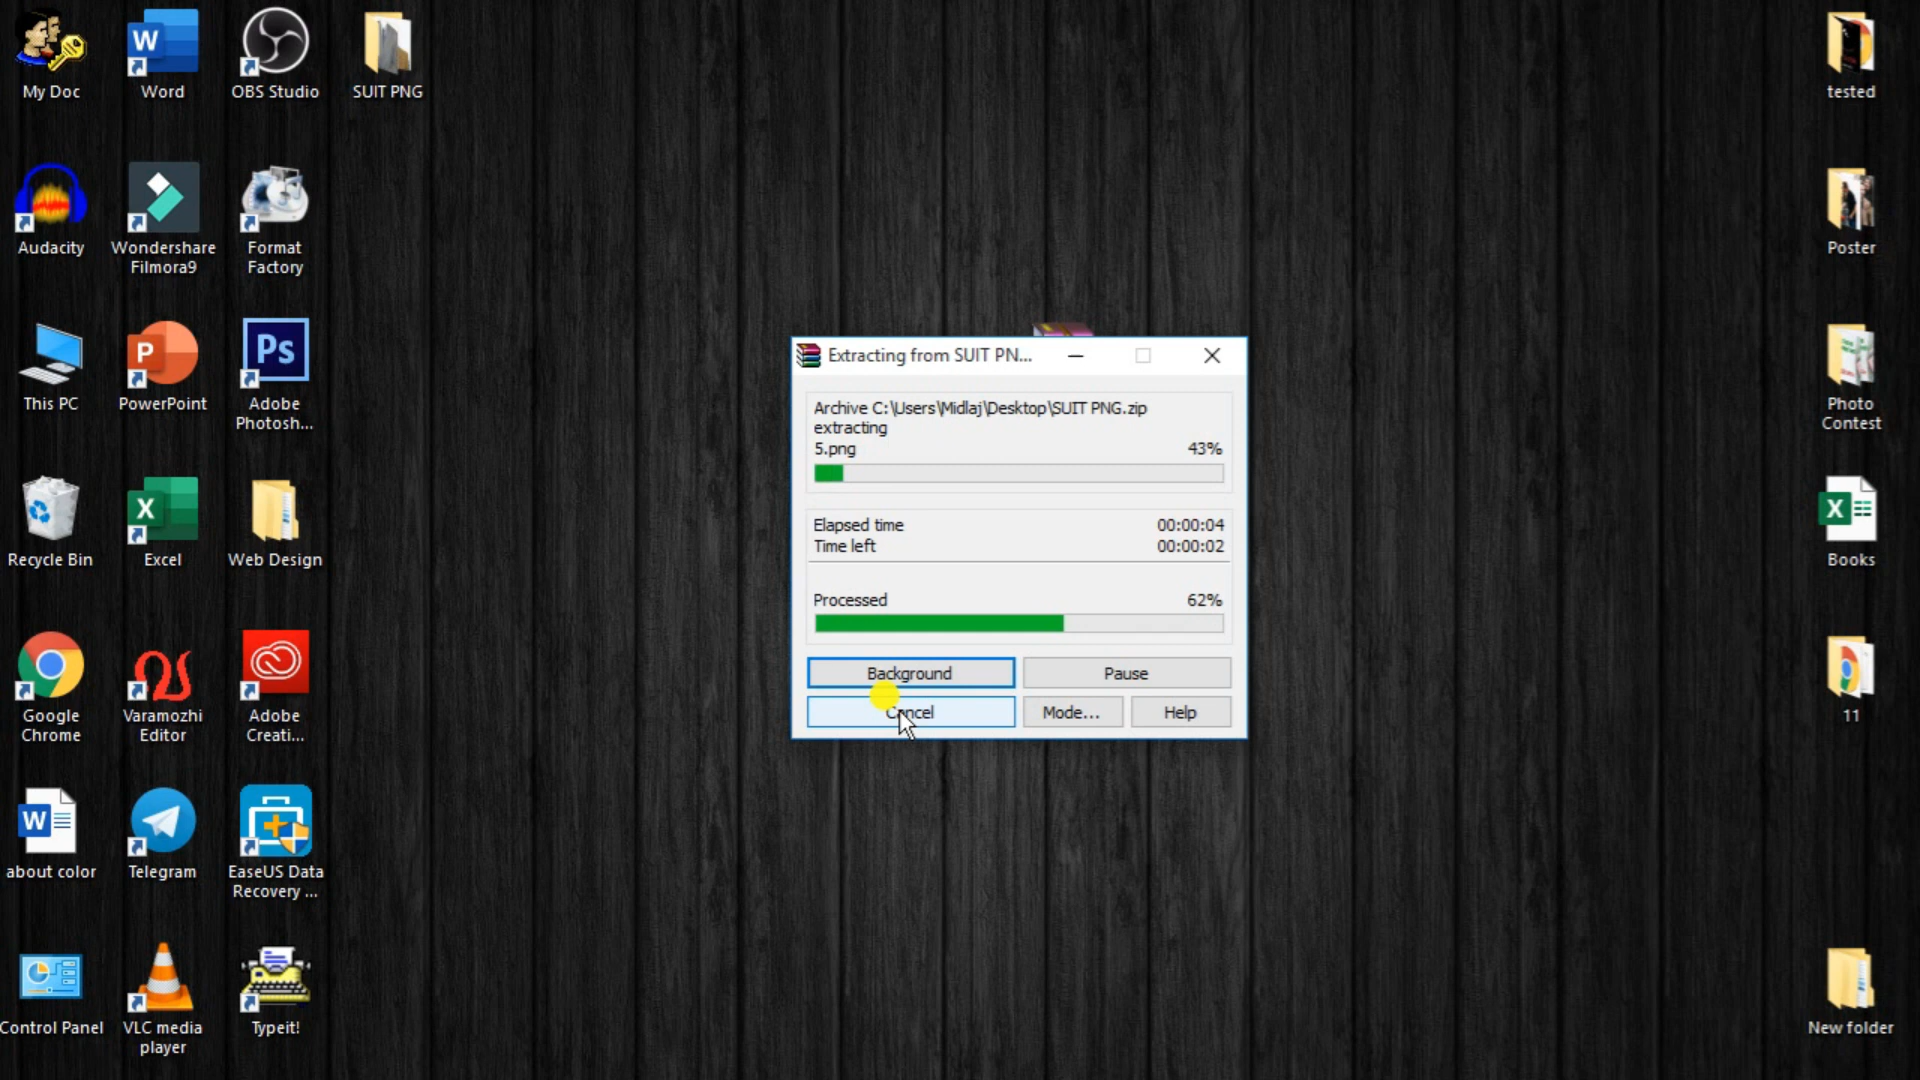 My Doc
Word
OBS Studio
SUIT PNG
tested
Audacity
Wondershare
Filmora9
Format
Factory
Poster
This PC
PowerPoint
Ps
Adobe
Photosh...
Photo
Contest
Extracting from SUIT PN...
Archive C:\Users\Midlaj\Desktop\SUIT PNG.zip
extracting
5.png
43%
Elapsed time
00:00:04
Time left
00:00:02
Processed
62%
Background
Pause
Cancel
Mode...
Help
Recycle Bin
Excel
Web Design
Books
Google
Chrome
Varamozhi
Editor
Adobe
Creati...
11
about color
Telegram
EaseUS Data
Recovery ...
Control Panel
VLC media
player
Typeit!
New folder